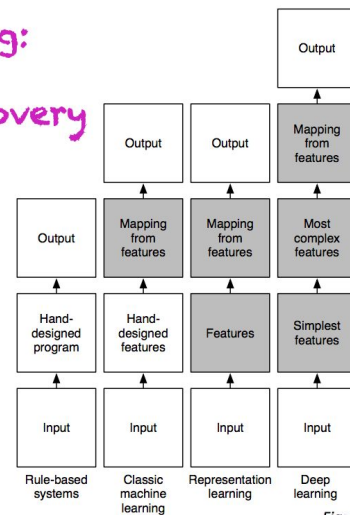 g:
overy
Output
Output
Output
Mapping
from
features
Output
Mapping
from
features
Mapping
from
features
Most
complex
features
Hand-
designed
program
Hand-
designed
features
Features
Simplest
features
Input
Input
Input
Input
Rule-based
systems
Classic
machine
learning
Representation
learning
Deep
learning
Figu